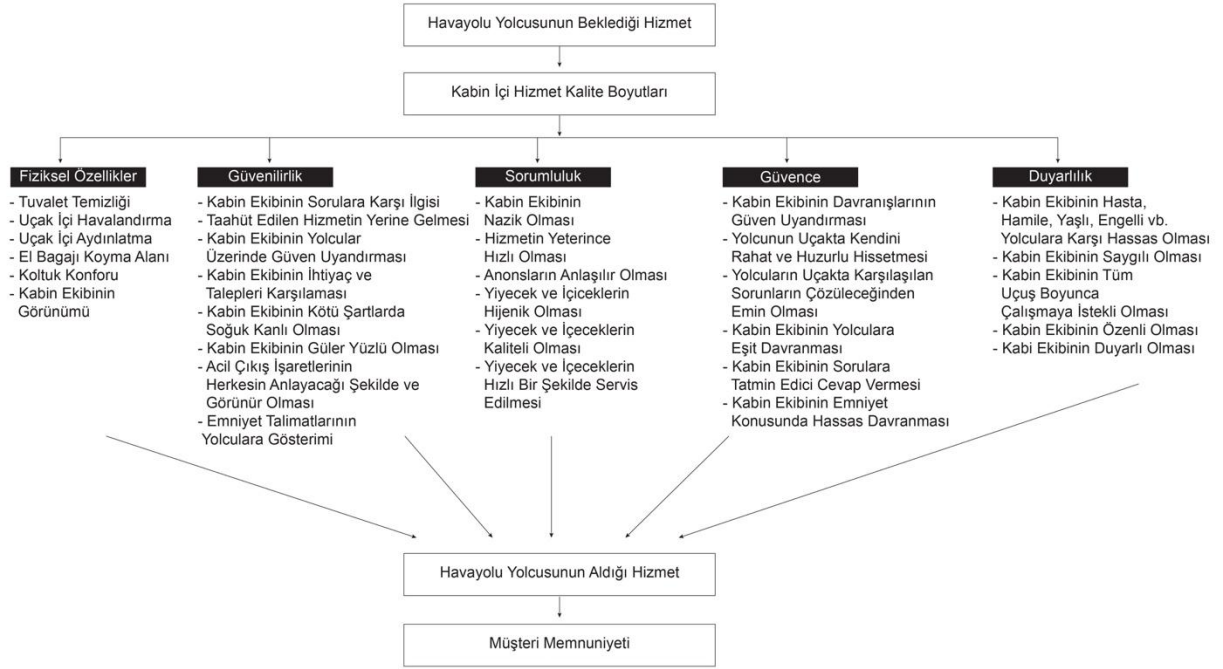 Havayolu Yolcusunun Beklediği Hizmet
Kabin İçi Hizmet Kalite Boyutları
Fiziksel Özellikler
- Tuvalet Temizliği
- Uçak İçi Havalandırma
- Uçak İçi Aydınlatma
- El Bagajı Koyma Alanı
- Koltuk Konforu
- Kabin Ekibinin
Görünümü
Güvenilirlik
- Kabin Ekibinin Sorulara Karşı İlgisi
- Taahüt Edilen Hizmetin Yerine Gelmesi
- Kabin Ekibinin Yolcular
Üzerinde Güven Uyandırması
- Kabin Ekibinin İhtiyaç ve
Talepleri Karşılaması
- Kabin Ekibinin Kötü Şartlarda
Soğuk Kanlı Olması
- Kabin Ekibinin Güler Yüzlü Olması
- Acil Çıkış İşaretlerinin
Herkesin Anlayacağı Şekilde ve
Görünür Olması
- Emniyet Talimatlarının
Yolculara Gösterimi
Sorumluluk
- Kabin Ekibinin
Nazik Olması
- Hizmetin Yeterince
Hızlı Olması
- Anonsların Anlaşılır Olması
- Yiyecek ve İçiceklerin
Hijenik Olması
- Yiyecek ve İçeceklerin
Kaliteli Olması
- Yiyecek ve İçeceklerin
Hızlı Bir Şekilde Servis
Edilmesi
Güvence
- Kabin Ekibinin Davranışlarının
Güven Uyandırması
- Yolcunun Uçakta Kendini
Rahat ve Huzurlu Hissetmesi
- Yolcuların Uçakta Karşılaşılan
Sorunların Çözüleceğinden
Emin Olması
- Kabin Ekibinin Yolculara
Eşit Davranması
- Kabin Ekibinin Sorulara
Tatmin Edici Cevap Vermesi
- Kabin Ekibinin Emniyet
Konusunda Hassas Davranması
Duyarlılık
- Kabin Ekibinin Hasta,
Hamile, Yaşlı, Engelli vb.
Yolculara Karşı Hassas Olması
- Kabin Ekibinin Saygılı Olması
- Kabin Ekibinin Tüm
Uçuş Boyunca
Çalışmaya İstekli Olması
- Kabin Ekibinin Özenli Olması
- Kabi Ekibinin Duyarlı Olması
Havayolu Yolcusunun Aldığı Hizmet
Müşteri Memnuniyeti